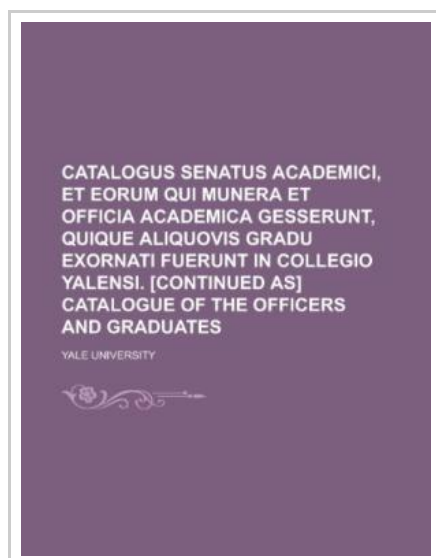 CATALOGUS SENATUS ACADEMICI,
ET EORUM QUI MUNERA ET
OFFICIA ACADEMICA GESSERUNT,
QUIQUE ALIQUOVIS GRADU
EXORNATI FUERUNT IN COLLEGIO
YALENSI. [CONTINUED AS]
CATALOGUE OF THE OFFICERS
AND GRADUATES
YALE UNIVERSITY